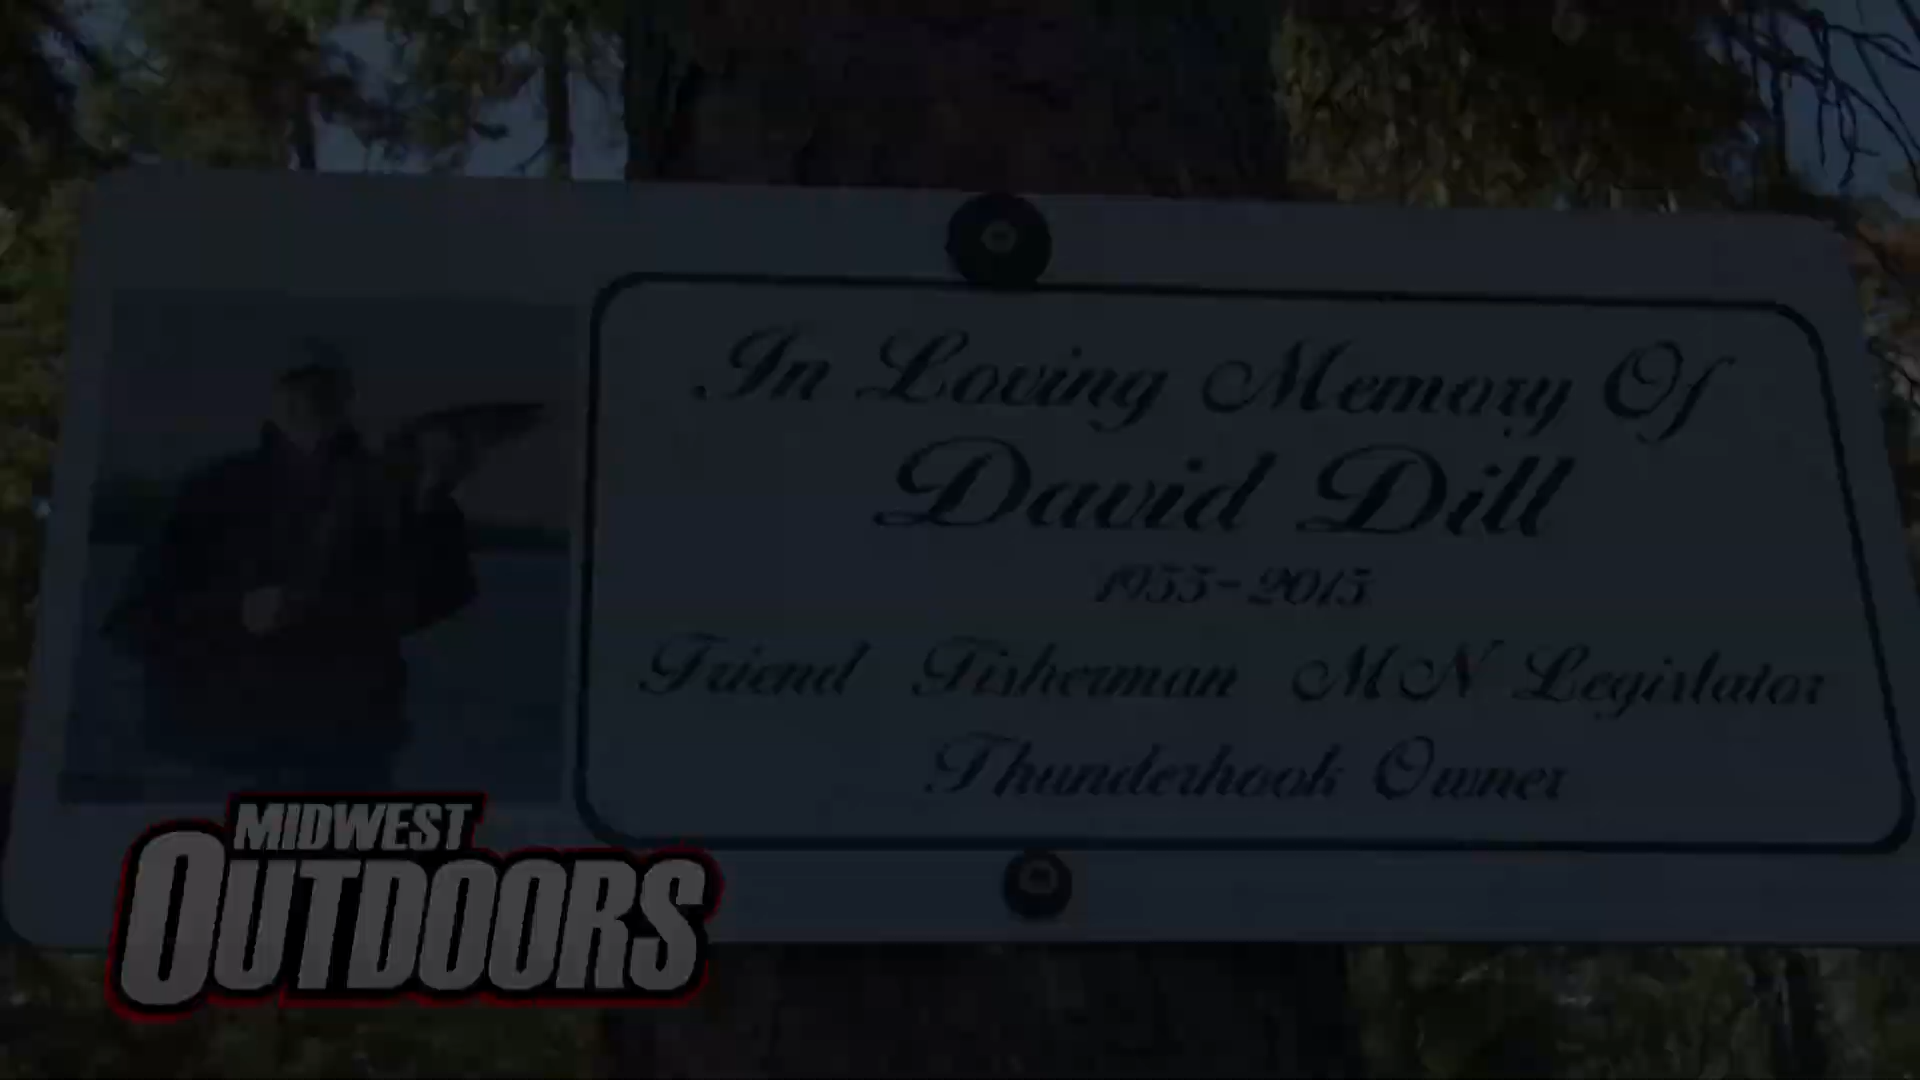 In Loving Memory Of
David Dill
1955-2015
Friend Fisherman MN Legislator
Thunderhook Owner
MIDWEST
OUTDOORS